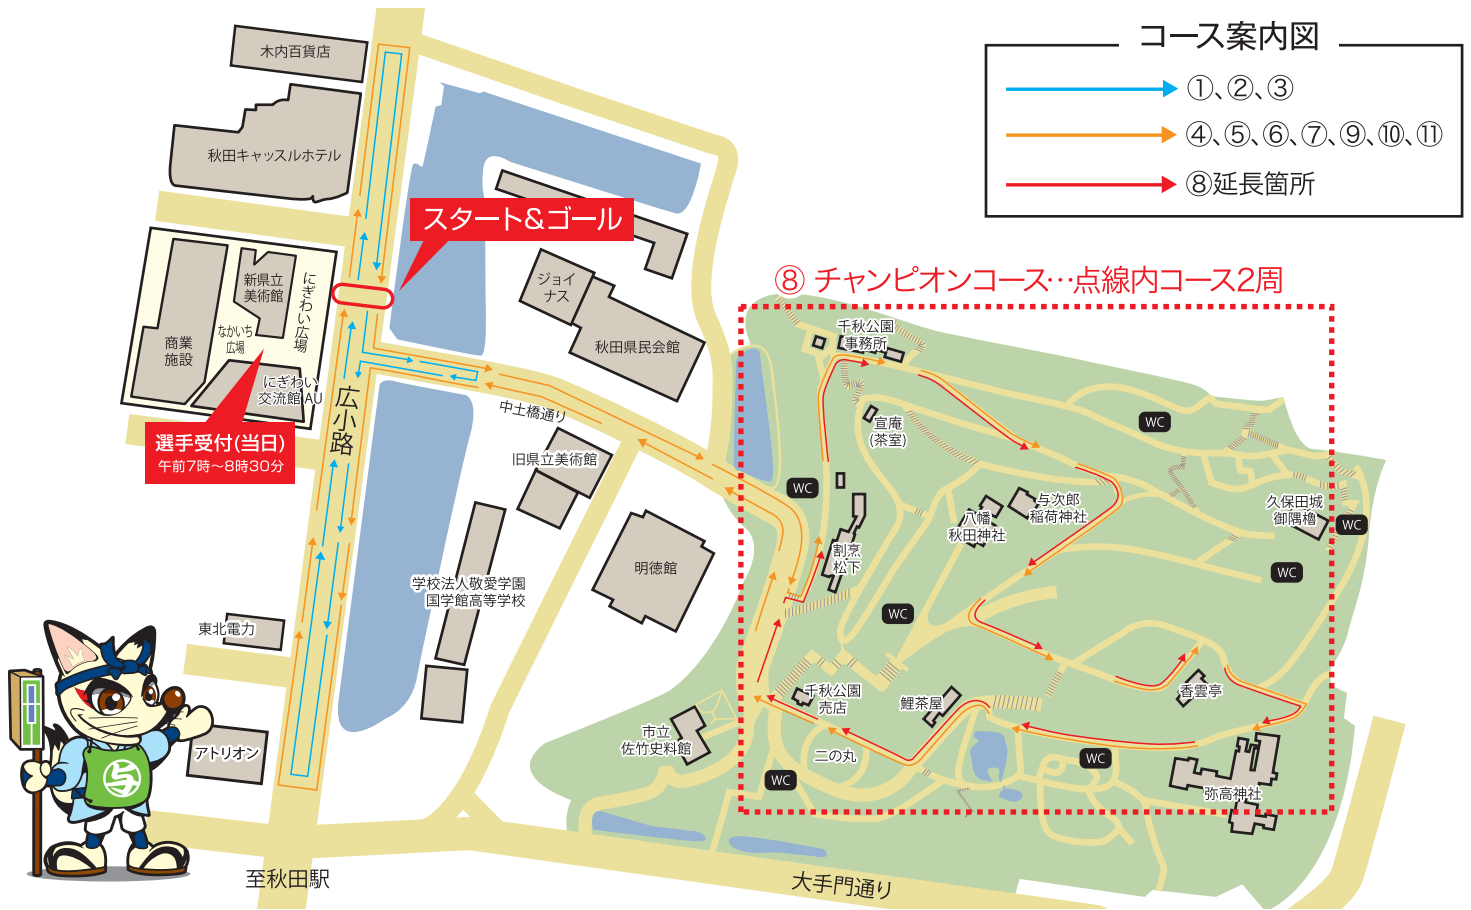 コース案内図
①、②、③
④、⑤、⑥、⑦、⑨、⑩、⑪
⑧延長箇所
木内百貨店
秋田キャッスルホテル
スタート&ゴール
新県立
美術館
にぎわい広場
なかいち
広場
商業
施設
にぎわい
交流館 AU
選手受付(当日)
午前7時～8時30分
広小路
ジョイ
ナス
秋田県民会館
中土橋通り
旧県立美術館
明徳館
学校法人敬愛学園
国学館高等学校
東北電力
アトリオン
与
至秋田駅
大手門通り
⑧ チャンピオンコース…点線内コース2周
千秋公園
事務所
宣庵
(茶室)
WC
WC
久保田城
御隅櫓
WC
WC
与次郎
稲荷神社
八幡
秋田神社
割烹
松下
WC
千秋公園
売店
鯉茶屋
香雲亭
市立
佐竹史料館
二の丸
WC
WC
弥高神社